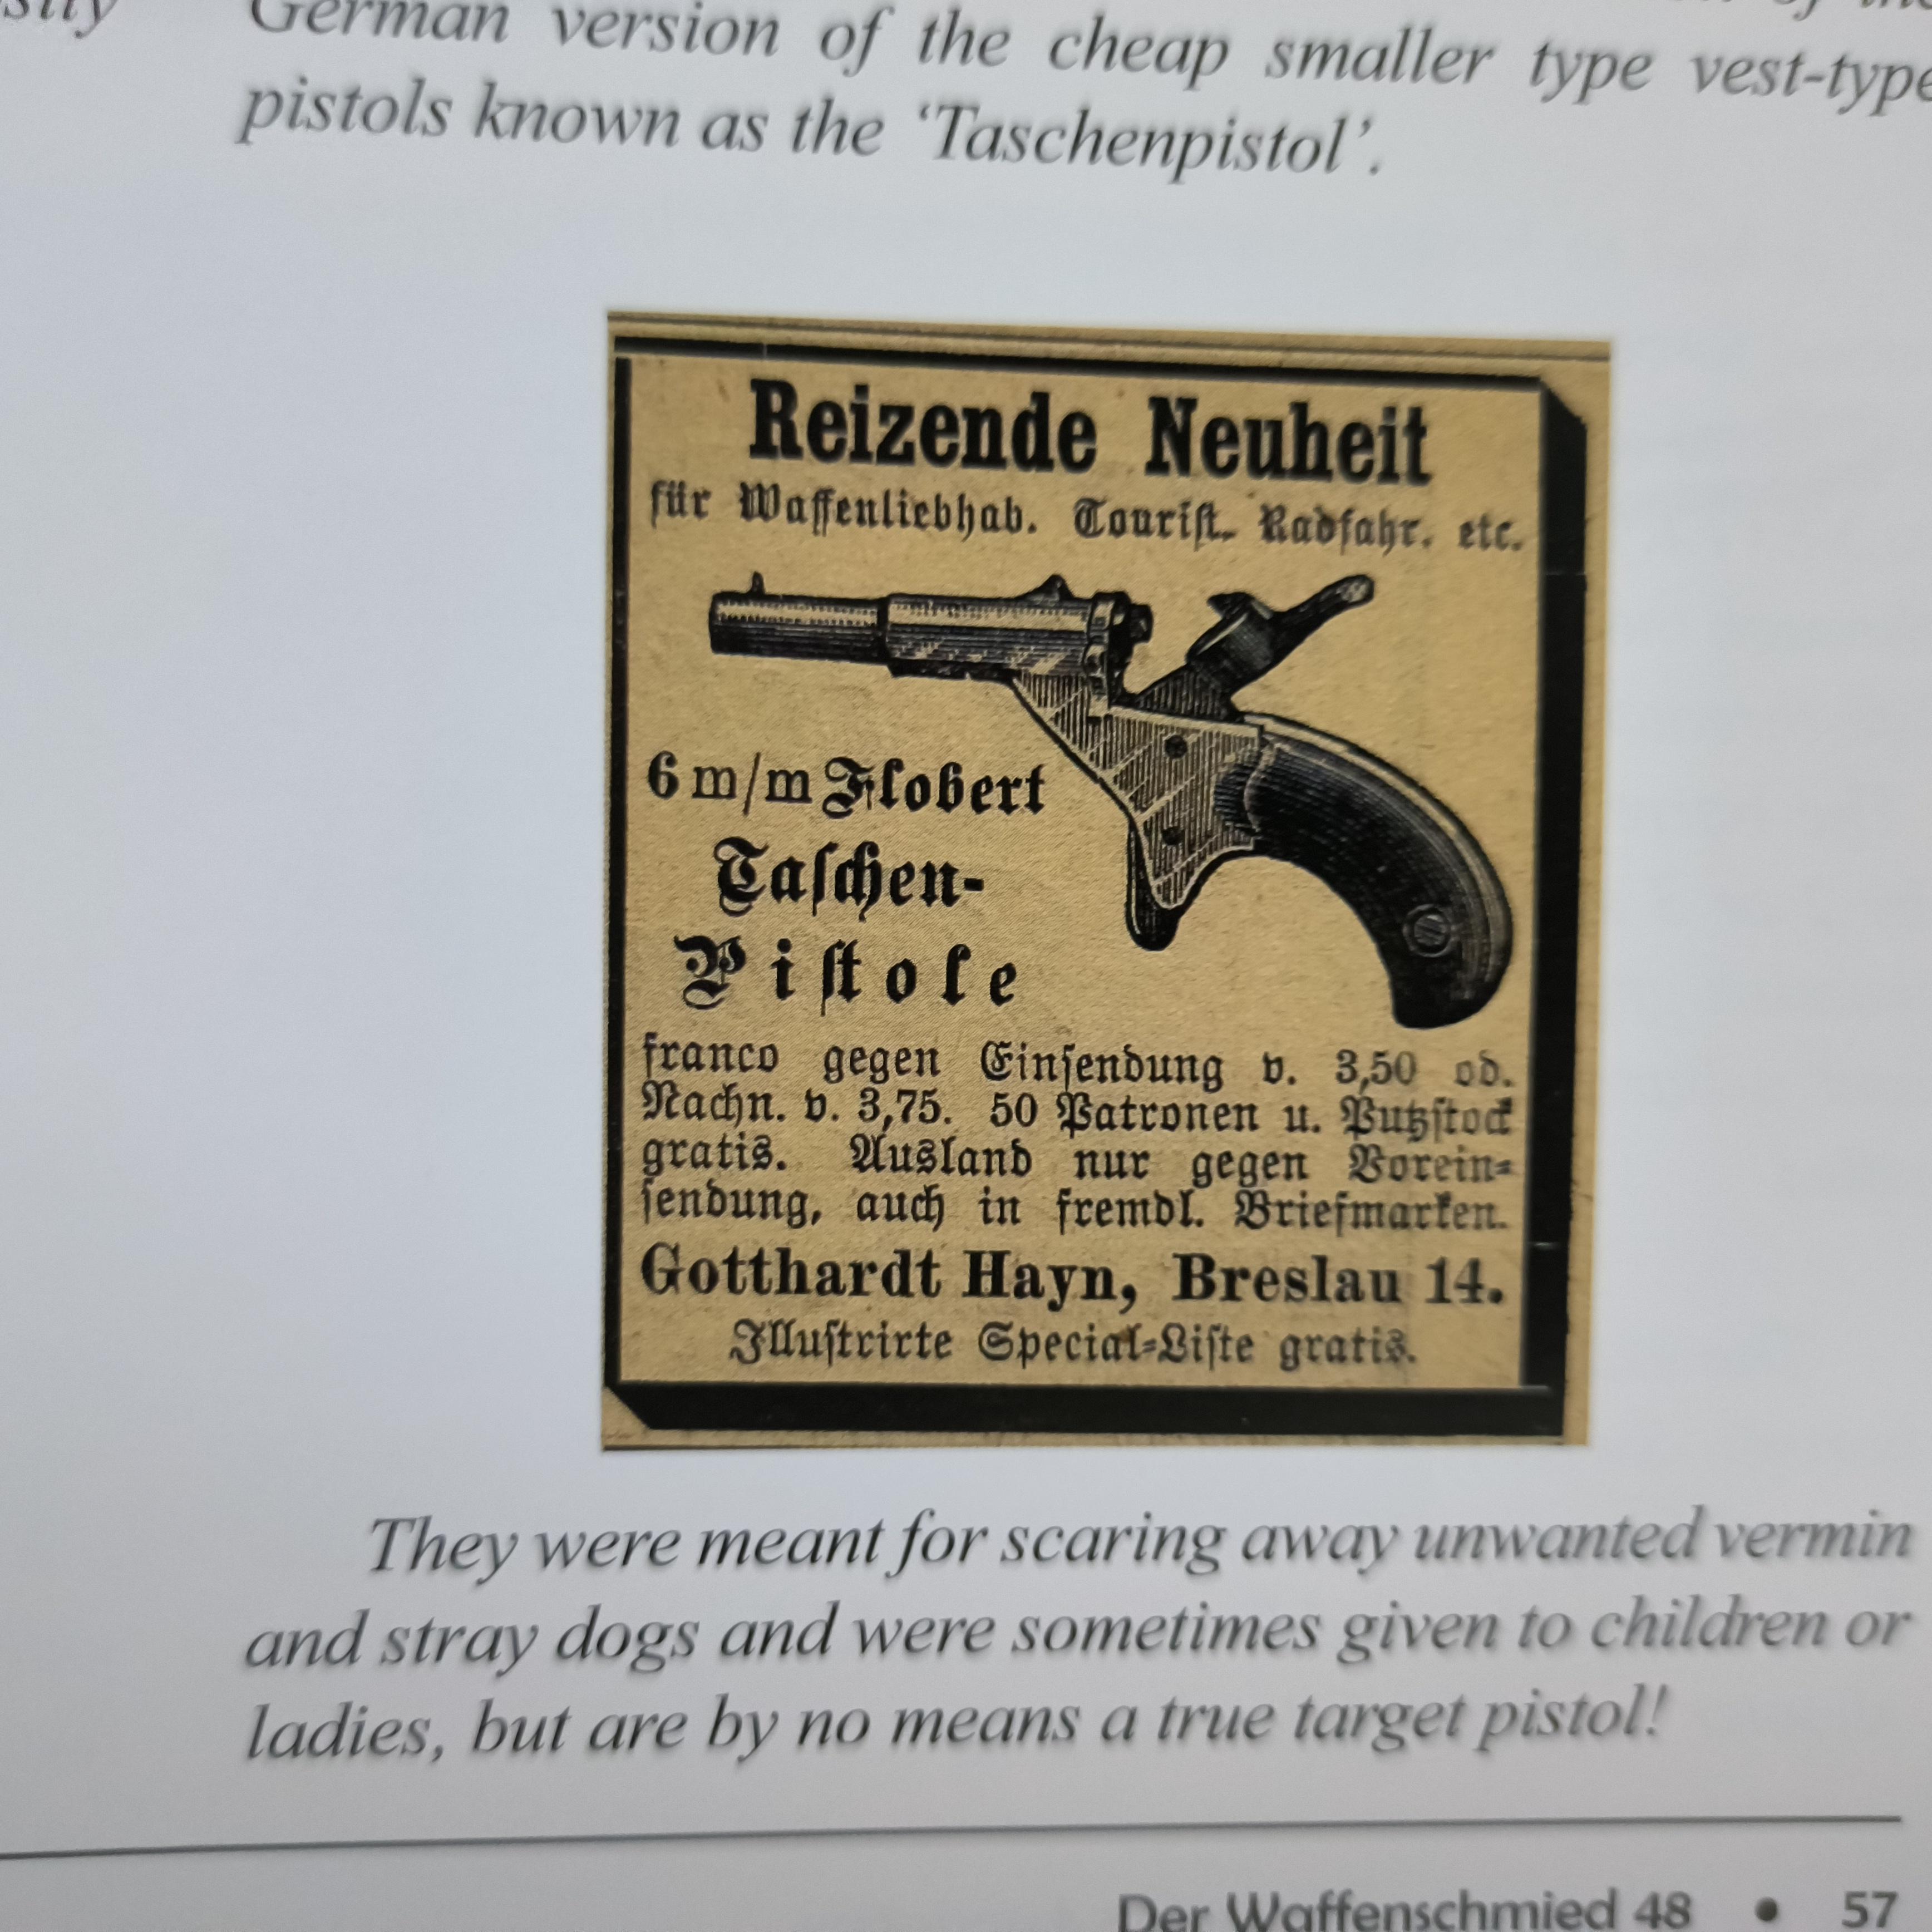 German version of the cheap smaller type vest-type
pistols known as the ‘Taschenpistol’.
Reizende Neuheit
für Waffenliebhab. Tourist. Radfahr. etc.
6 m/m Flobert
Taschen-
Pistole
franco gegen Einsendung v. 3,50 od.
Nachn. v. 3,75. 50 Patronen u. Putzstock
gratis. Ausland nur gegen Vorein-
sendung, auch in fremdl. Briefmarken.
Gotthardt Hayn, Breslau 14.
Illustrirte Special-Liste gratis.
They were meant for scaring away unwanted vermin
and stray dogs and were sometimes given to children or
ladies, but are by no means a true target pistol!
Der Waffenschmied 48 • 57